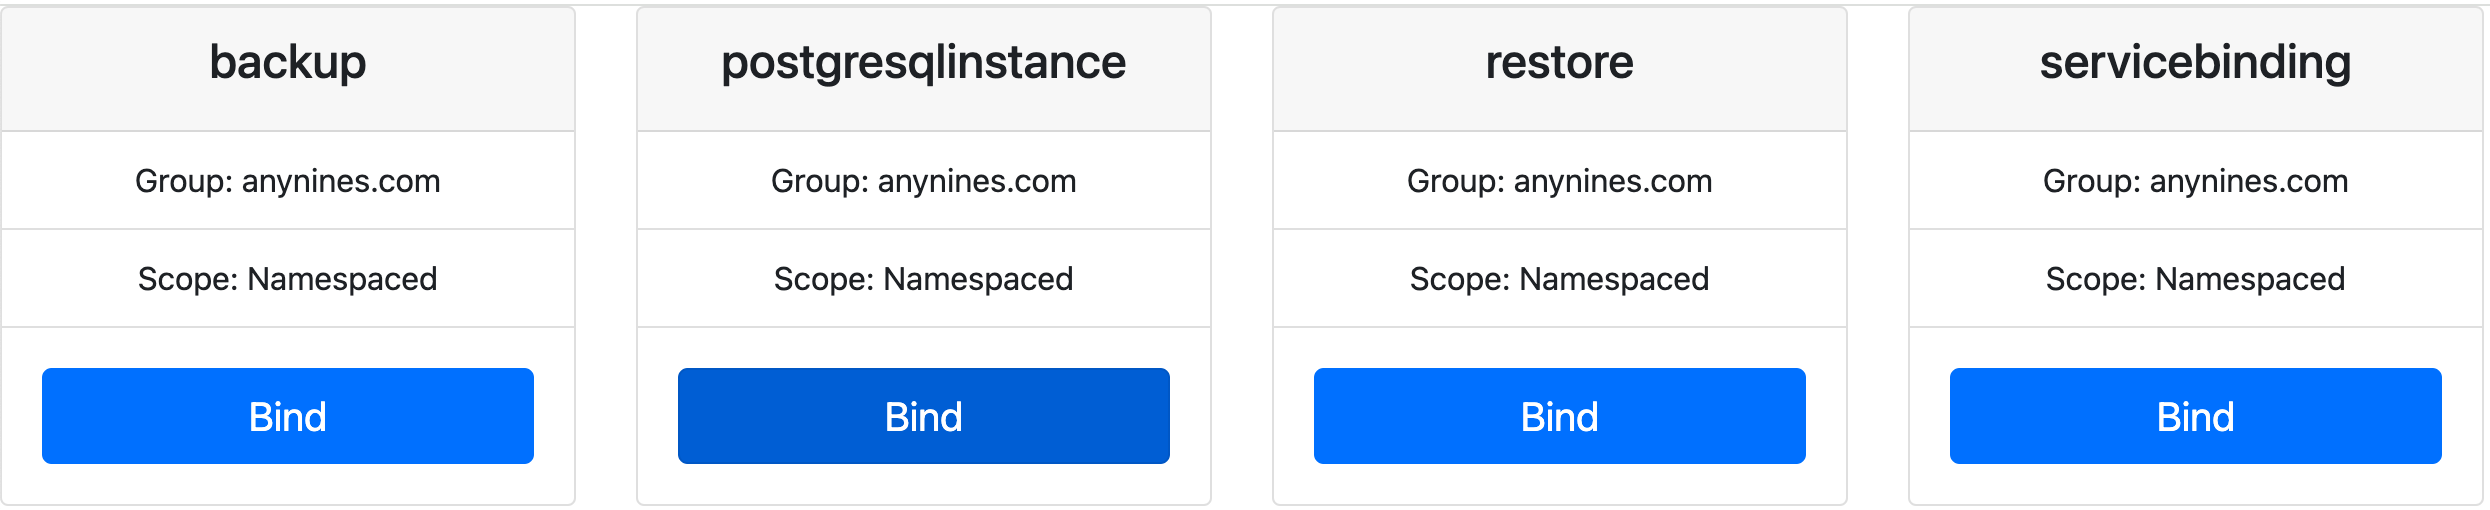 backup
Group: anynines.com
Scope: Namespaced
Bind
postgresqlinstance
Group: anynines.com
Scope: Namespaced
Bind
restore
Group: anynines.com
Scope: Namespaced
Bind
servicebinding
Group: anynines.com
Scope: Namespaced
Bind